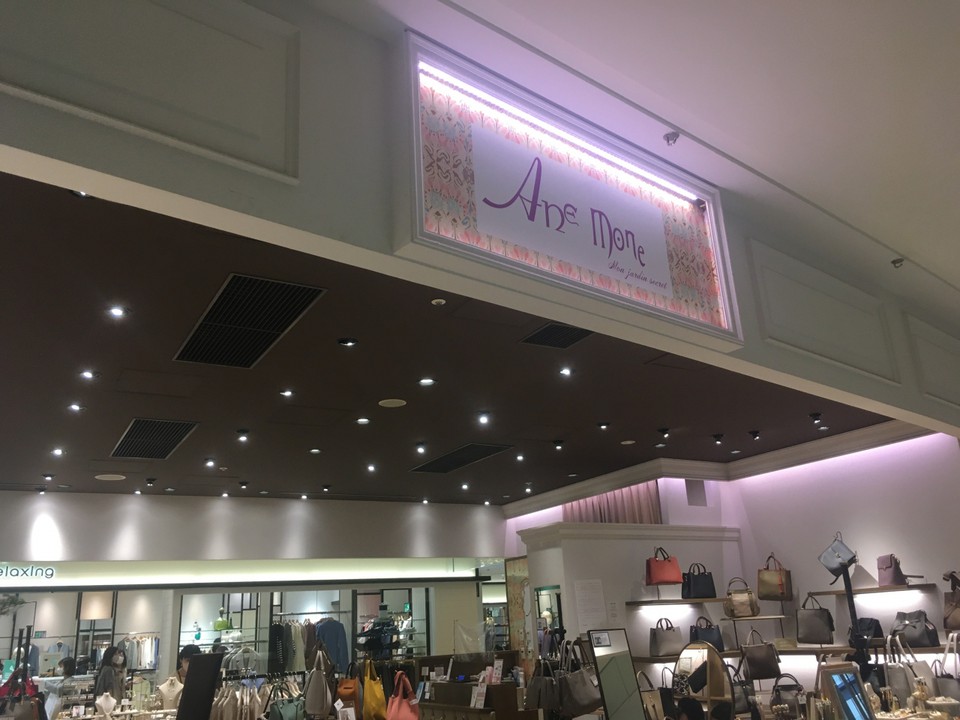 Ane Mone
Mon jardin secret
elaxing